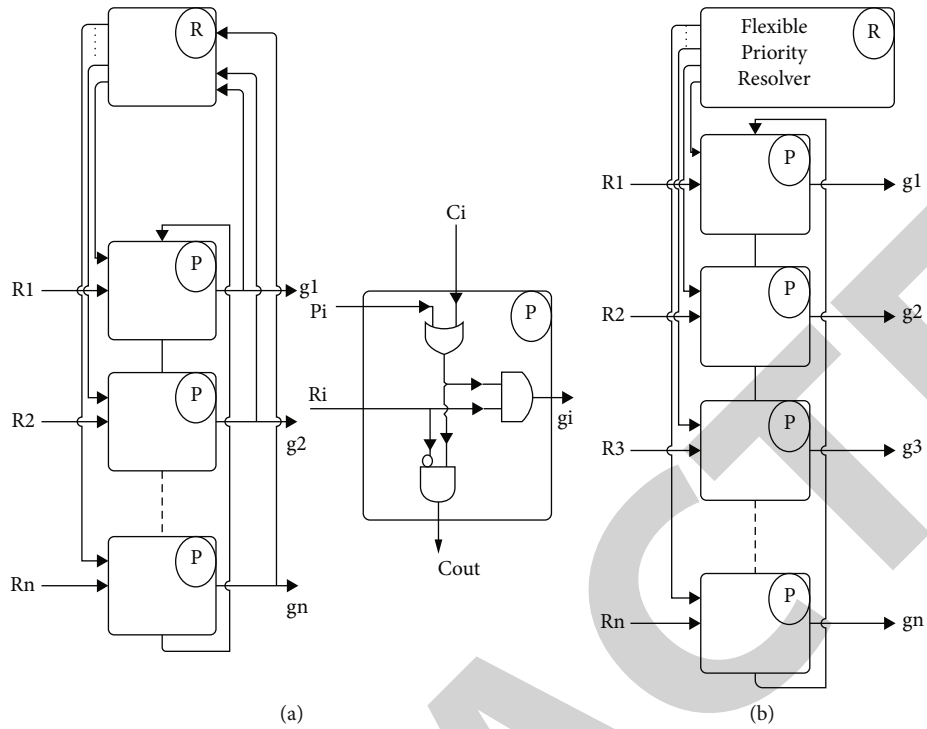 R
P
R1
g1
P
R2
g2
P
Rn
gn
Ci
Pi
P
Ri
gi
Cout
(a)
Flexible
Priority
Resolver
R
P
R1
g1
P
R2
g2
P
R3
g3
P
Rn
gn
(b)